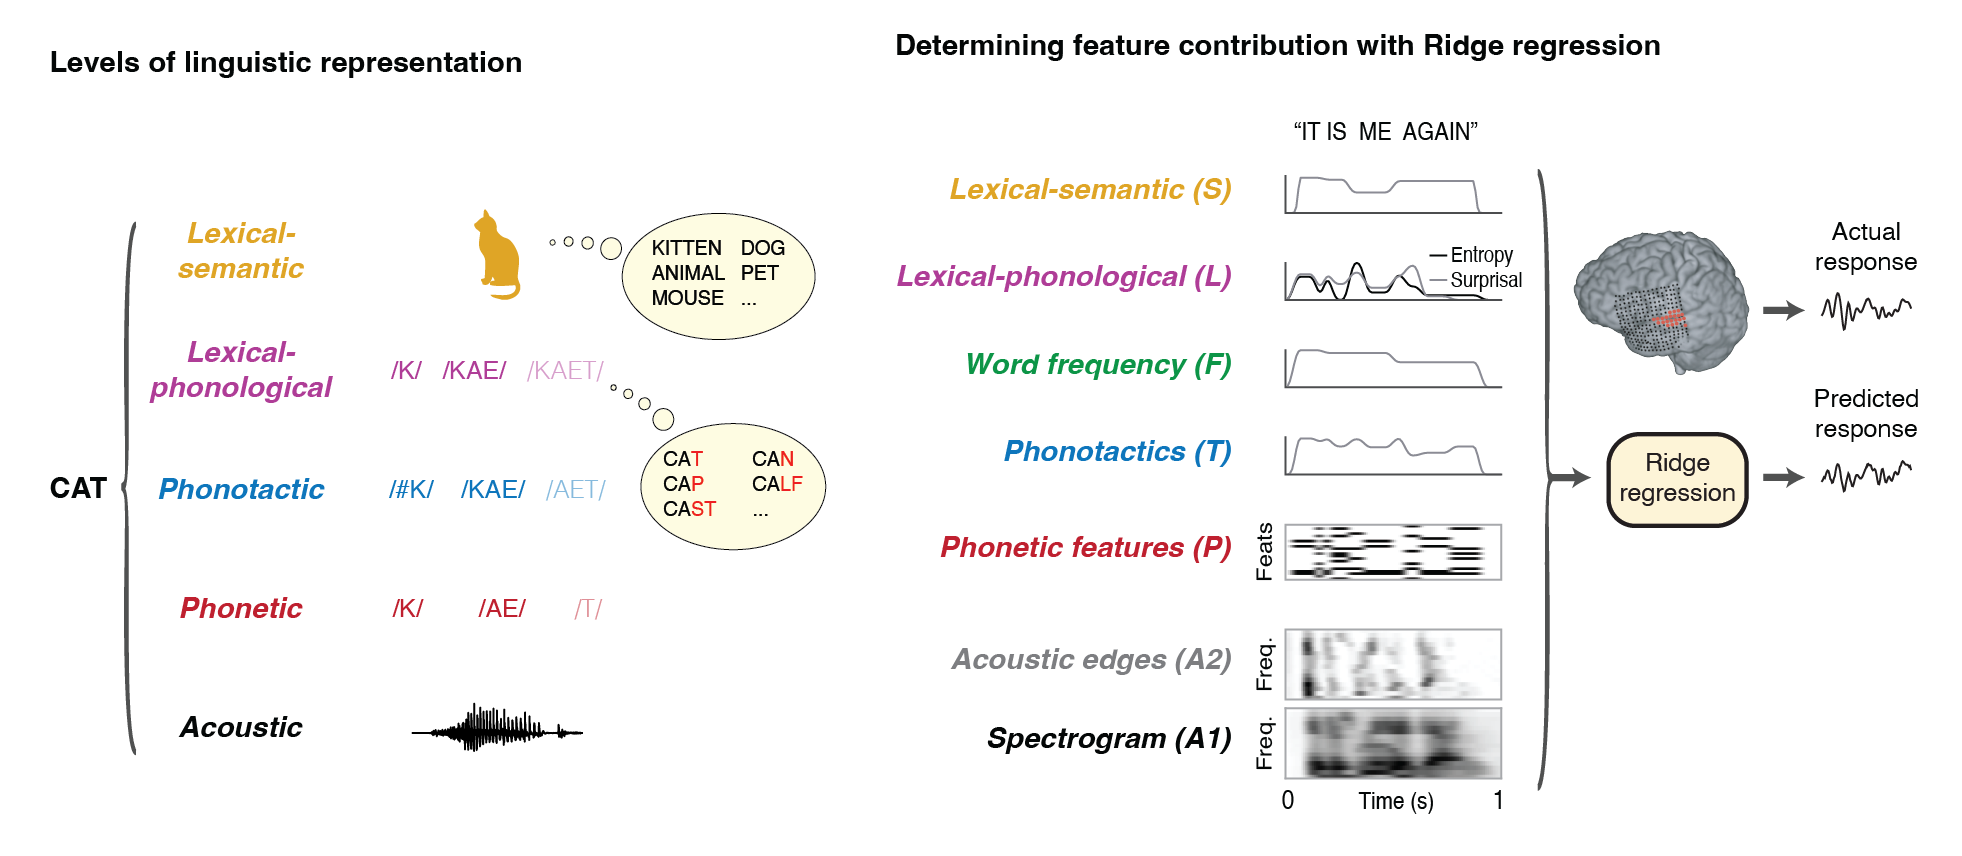 Levels of linguistic representation
CAT
Lexical-
semantic
KITTEN DOG
ANIMAL PET
MOUSE ...
Lexical-
phonological
/K/ /KAE/ /KAET/
CAT CAN
CAP CALF
CAST ...
Phonotactic
/#K/ /KAE/ /AET/
Phonetic
/K/ /AE/ /T/
Acoustic
Determining feature contribution with Ridge regression
“IT IS ME AGAIN”
Lexical-semantic (S)
Lexical-phonological (L)
Entropy
Surprisal
Word frequency (F)
Phonotactics (T)
Phonetic features (P)
Feats
Acoustic edges (A2)
Freq.
Spectrogram (A1)
Freq.
0 Time (s) 1
Actual
response
Ridge
regression
Predicted
response